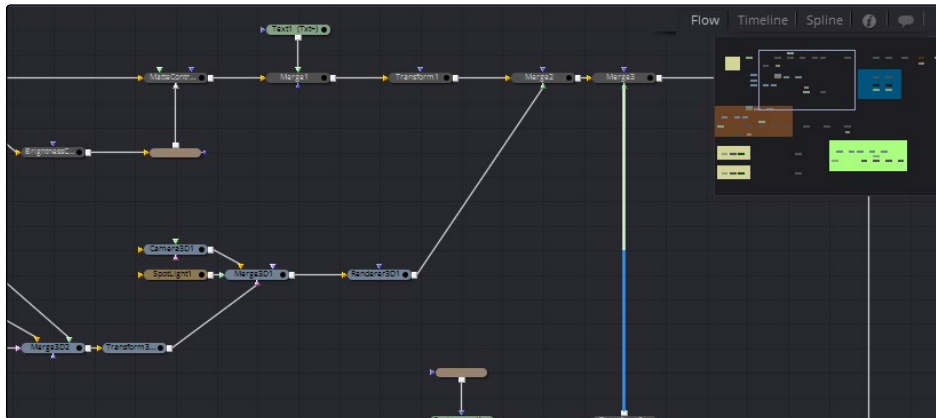 Flow Timeline Spline
Text1 (Txt+)
MatteContr...
Merge1
Transform1
Merge2
Merge3
BrightnessC...
Camera3D1
SpotLight1
Merge3D1
Renderer3D1
Merge3D2
Transform3...